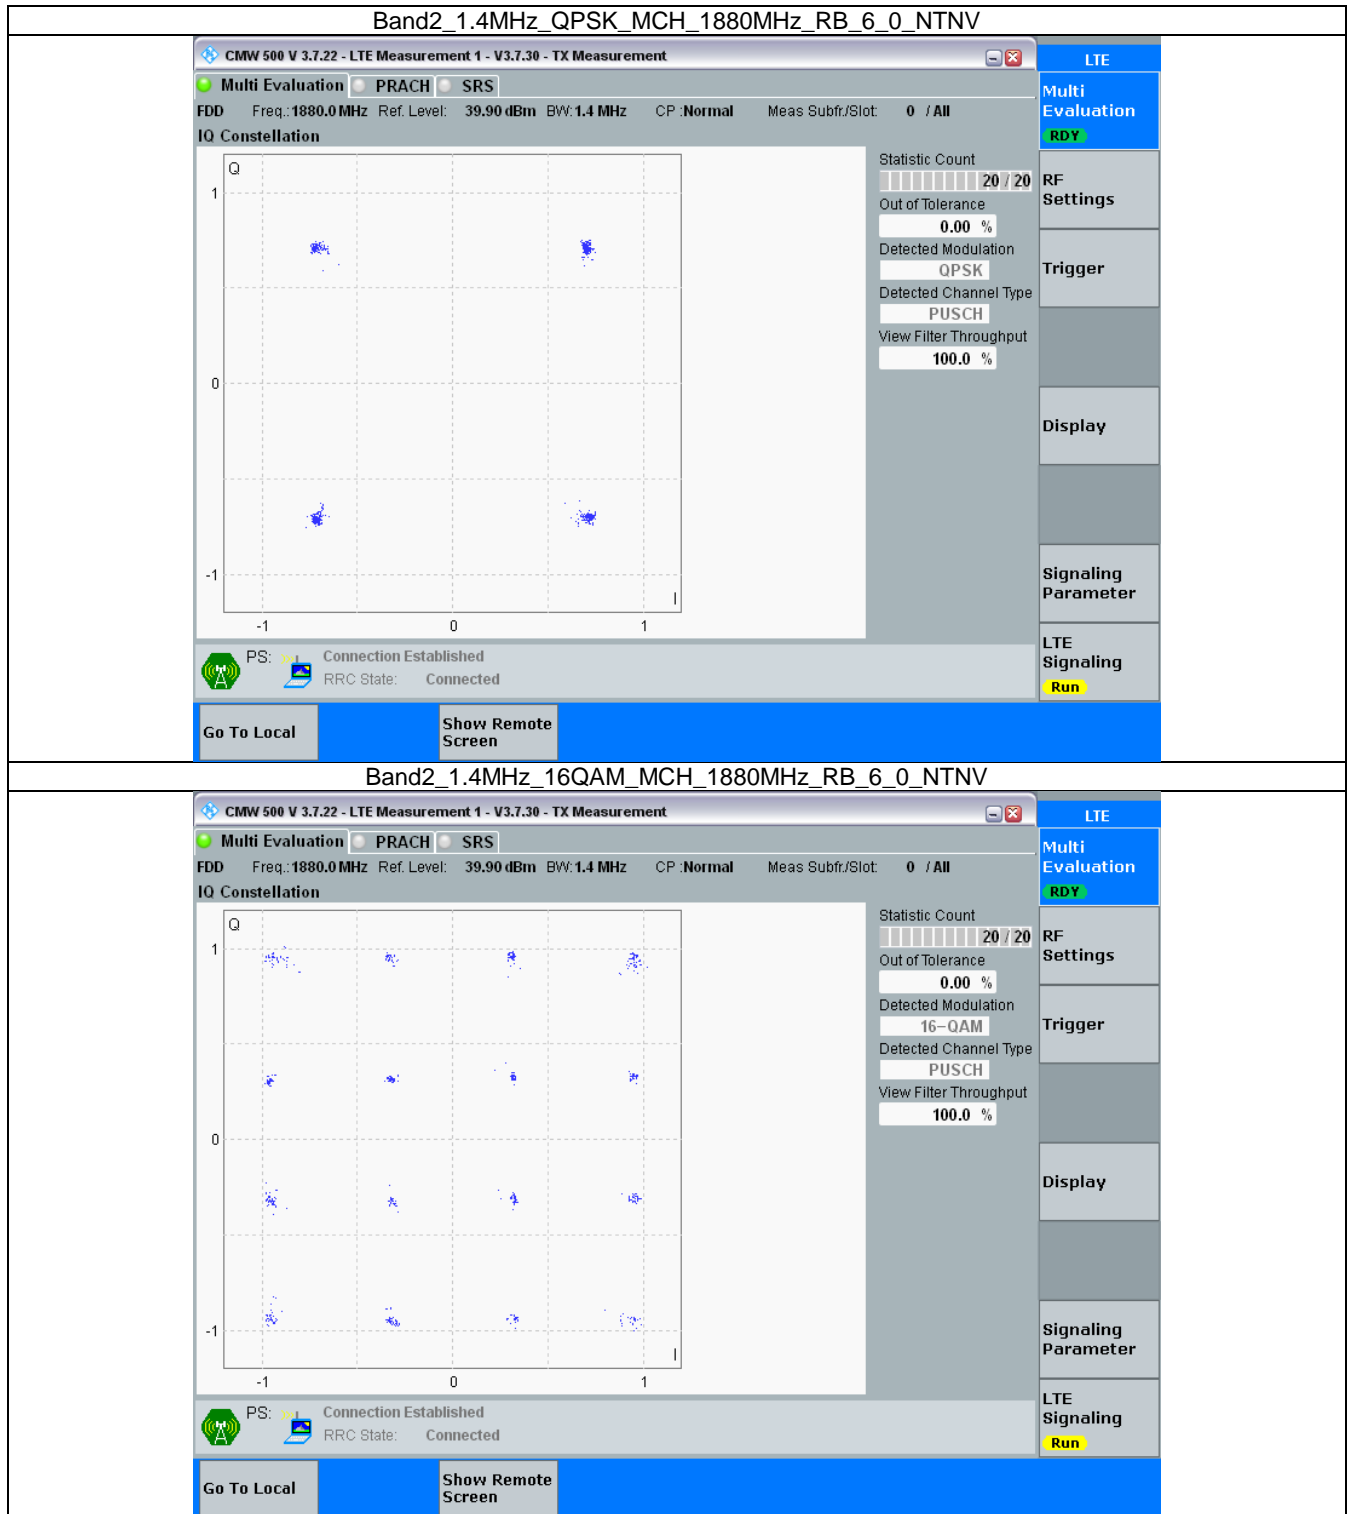 Band2_1.4MHz_QPSK_MCH_1880MHz_RB_6_0_NTNV
CMW 500 V 3.7.22 - LTE Measurement 1 - V3.7.30 - TX Measurement
LTE
Multi Evaluation PRACH SRS
Multi
Evaluation
RDY
FDD Freq.: 1880.0 MHz Ref. Level: 39.90 dBm BW: 1.4 MHz CP : Normal Meas Subfr./Slot: 0 / All
IQ Constellation
Q
1
0
-1
I
-1 0 1
Statistic Count
20 / 20
Out of Tolerance
0.00 %
Detected Modulation
QPSK
Detected Channel Type
PUSCH
View Filter Throughput
100.0 %
RF
Settings
Trigger
Display
Signaling
Parameter
LTE
Signaling
Run
PS: Connection Established
RRC State: Connected
Go To Local
Show Remote
Screen
Band2_1.4MHz_16QAM_MCH_1880MHz_RB_6_0_NTNV
CMW 500 V 3.7.22 - LTE Measurement 1 - V3.7.30 - TX Measurement
LTE
Multi Evaluation PRACH SRS
Multi
Evaluation
RDY
FDD Freq.: 1880.0 MHz Ref. Level: 39.90 dBm BW: 1.4 MHz CP : Normal Meas Subfr./Slot: 0 / All
IQ Constellation
Q
1
0
-1
I
-1 0 1
Statistic Count
20 / 20
Out of Tolerance
0.00 %
Detected Modulation
16-QAM
Detected Channel Type
PUSCH
View Filter Throughput
100.0 %
RF
Settings
Trigger
Display
Signaling
Parameter
LTE
Signaling
Run
PS: Connection Established
RRC State: Connected
Go To Local
Show Remote
Screen